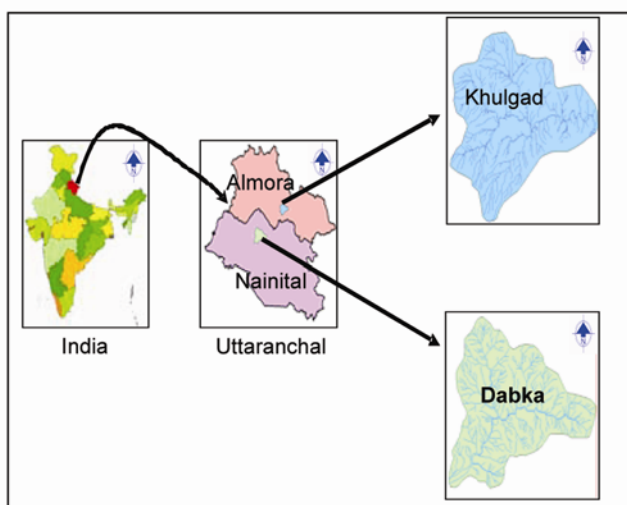 Khulgad
Almora
Nainital
India
Uttaranchal
Dabka
N
N
N
N